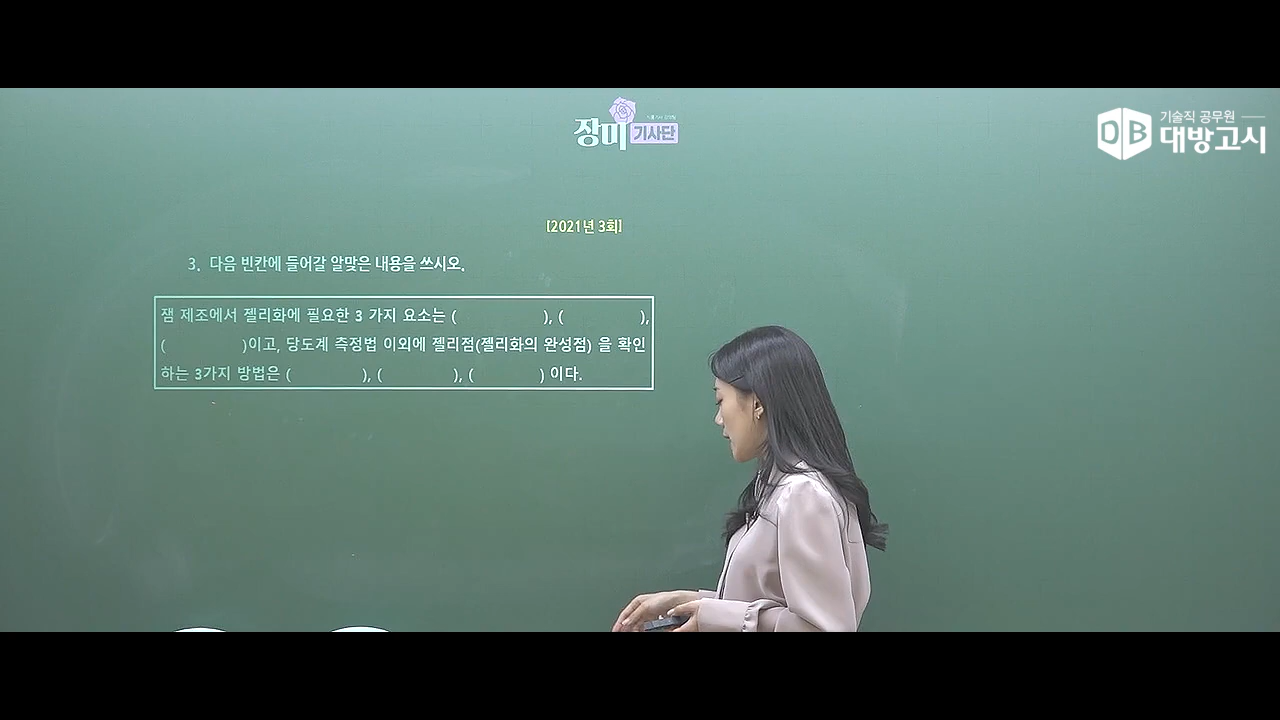 장미 기사단
기술직 공무원
DB 대방고시
[2021년 3회]
3. 다음 빈칸에 들어갈 알맞은 내용을 쓰시오.
잼 제조에서 젤리화에 필요한 3 가지 요소는 ( ), ( ),
( )이고, 당도계 측정법 이외에 젤리점(젤리화의 완성점) 을 확인
하는 3가지 방법은 ( ), ( ), ( ) 이다.